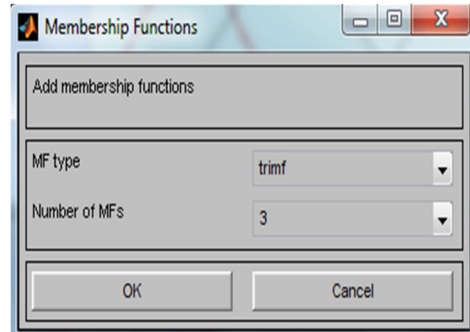 Membership Functions
Add membership functions
MF type
trimf
Number of MFs
3
OK
Cancel